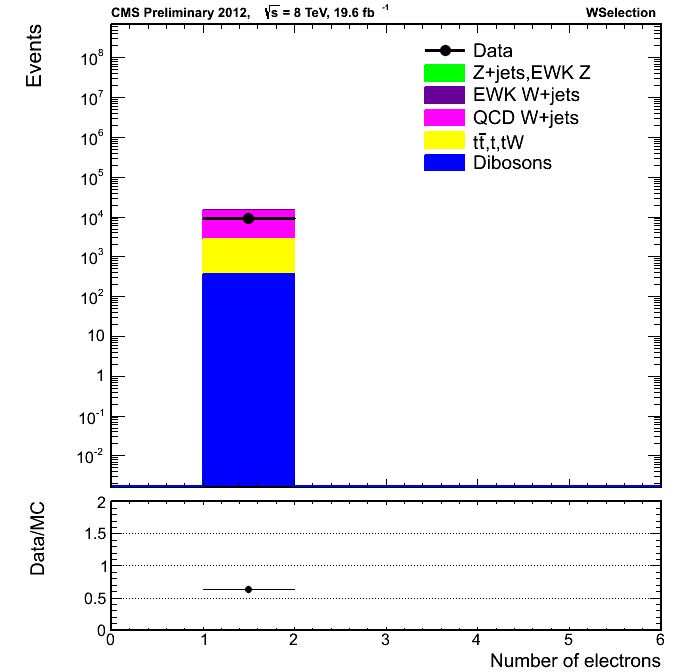 CMS Preliminary 2012, √s = 8 TeV, 19.6 fb⁻¹ WSelection
Events
Data
Z+jets,EWK Z
EWK W+jets
QCD W+jets
tt̄,t,tW
Dibosons
10⁸
10⁷
10⁶
10⁵
10⁴
10³
10²
10
1
10⁻¹
10⁻²
Data/MC
2
1.5
1
0.5
0
0 1 2 3 4 5 6
Number of electrons